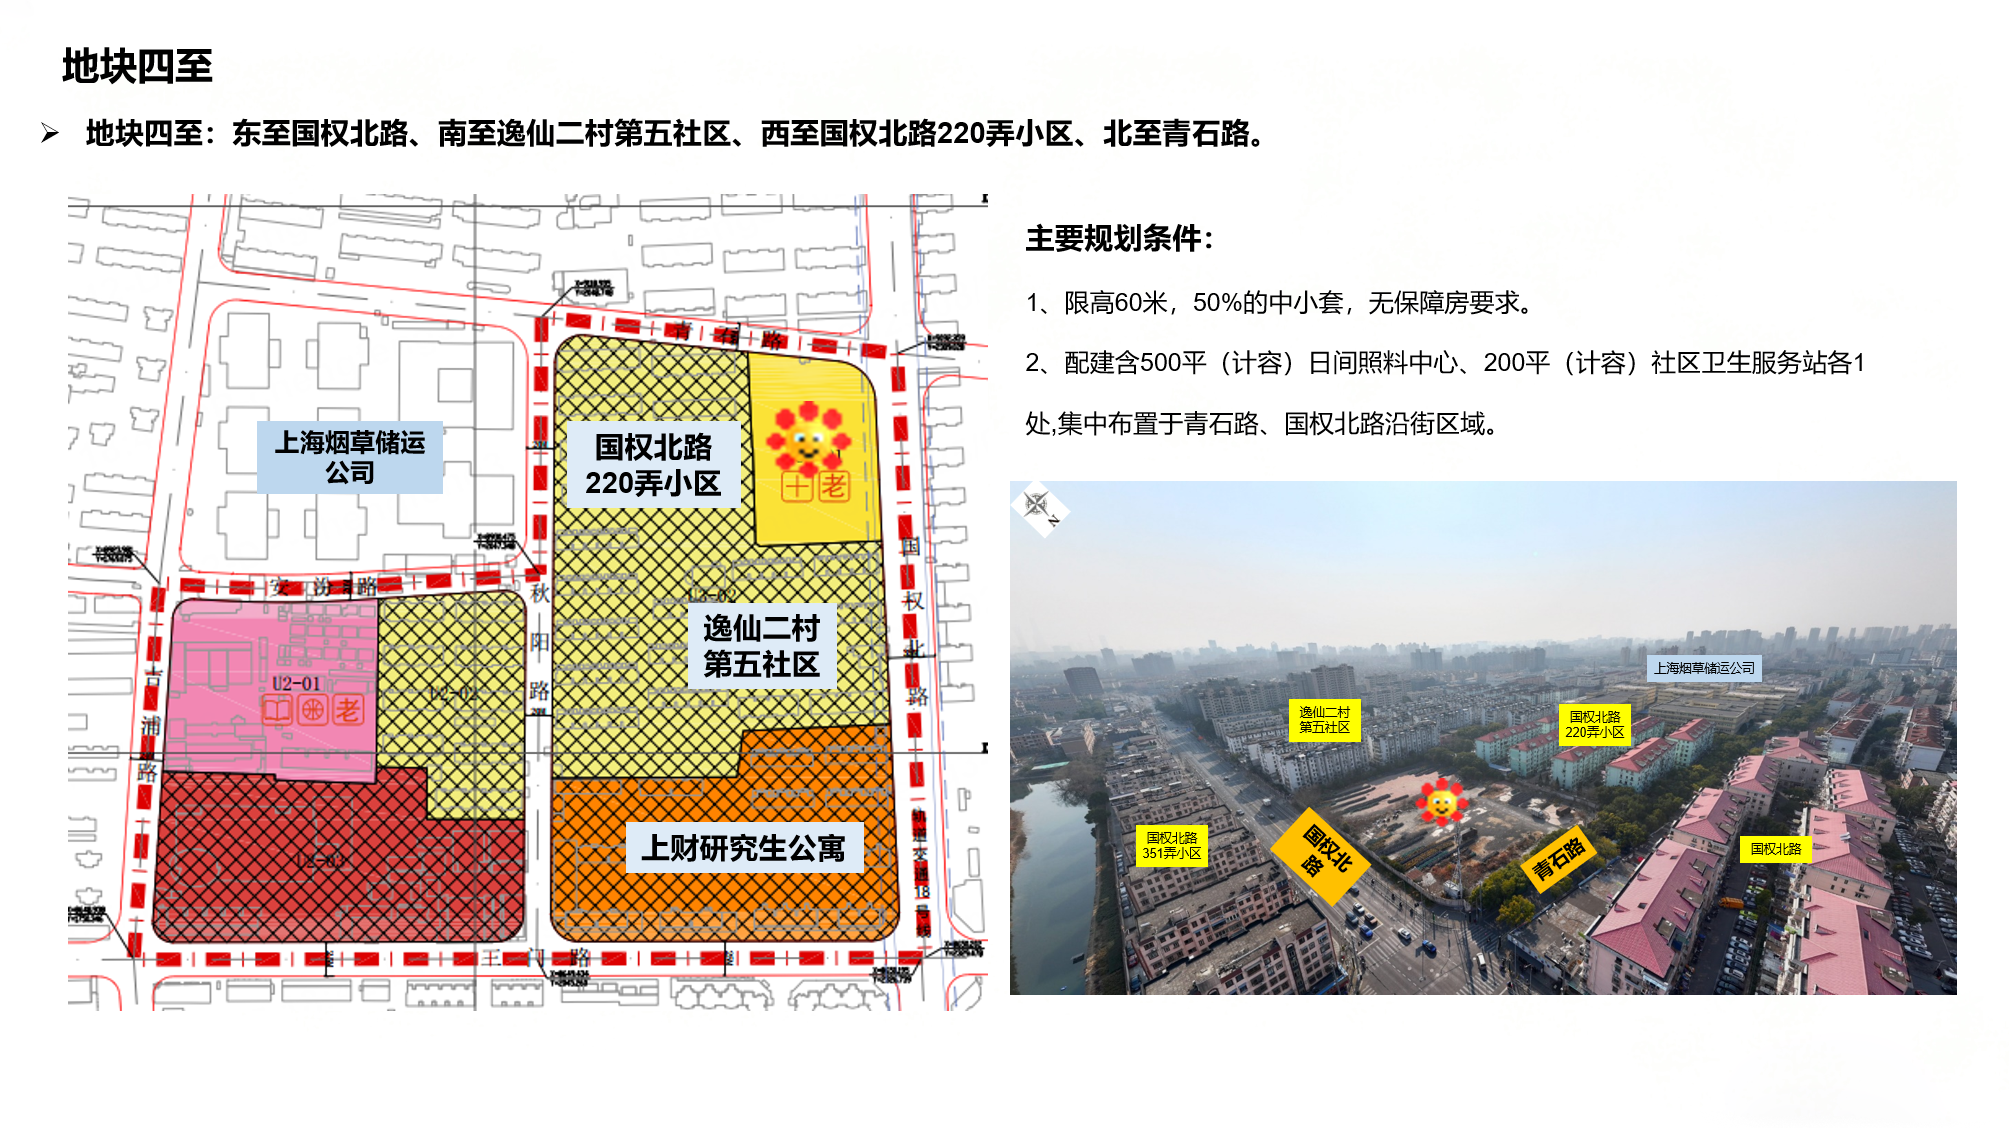 地块四至
地块四至：东至国权北路、南至逸仙二村第五社区、西至国权北路220弄小区、北至青石路。
主要规划条件：
1、限高60米，50%的中小套，无保障房要求。
2、配建含500平（计容）日间照料中心、200平（计容）社区卫生服务站各1
处,集中布置于青石路、国权北路沿街区域。
青石路
上海烟草储运
公司
国权北路
220弄小区
老
国权北路
安汾路
秋阳路
逸仙二村
第五社区
U2-01
老
吉浦路
上财研究生公寓
轨道交通18号线
三门路
N
上海烟草储运公司
逸仙二村
第五社区
国权北路
220弄小区
国权北路
351弄小区
国权北
路
青石路
国权北路